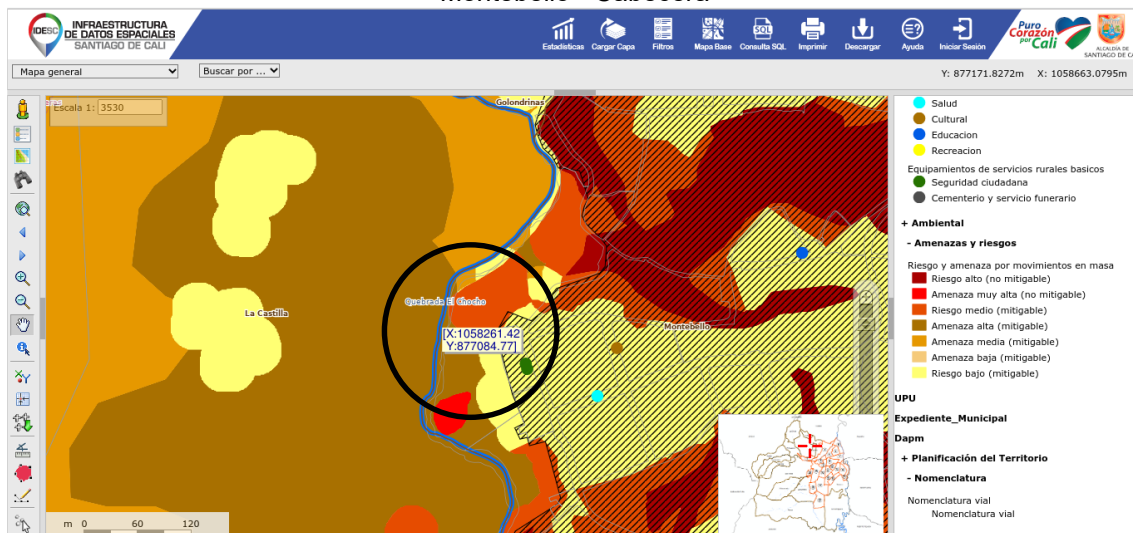 Montebello - Cabecera
IDESC
INFRAESTRUCTURA
DE DATOS ESPACIALES
SANTIAGO DE CALI
Estadísticas
Cargar Capa
Filtros
Mapa Base
SQL
Consulta SQL
Imprimir
Descargar
Ayuda
Iniciar Sesión
Puro
Corazón
por Cali
ALCALDÍA DE
SANTIAGO DE CA
Mapa general
Buscar por ...
Y: 877171.8272m X: 1058663.0795m
Escala 1: 3530
Golondrinas
La Castilla
Quebrada El Chocho
[X:1058261.42
Y:877084.77]
Montebello
m 0 60 120
Salud
Cultural
Educacion
Recreacion
Equipamientos de servicios rurales basicos
Seguridad ciudadana
Cementerio y servicio funerario
+ Ambiental
- Amenazas y riesgos
Riesgo y amenaza por movimientos en masa
Riesgo alto (no mitigable)
Amenaza muy alta (no mitigable)
Riesgo medio (mitigable)
Amenaza alta (mitigable)
Amenaza media (mitigable)
Amenaza baja (mitigable)
Riesgo bajo (mitigable)
UPU
Expediente_Municipal
Dapm
+ Planificación del Territorio
- Nomenclatura
Nomenclatura vial
Nomenclatura vial